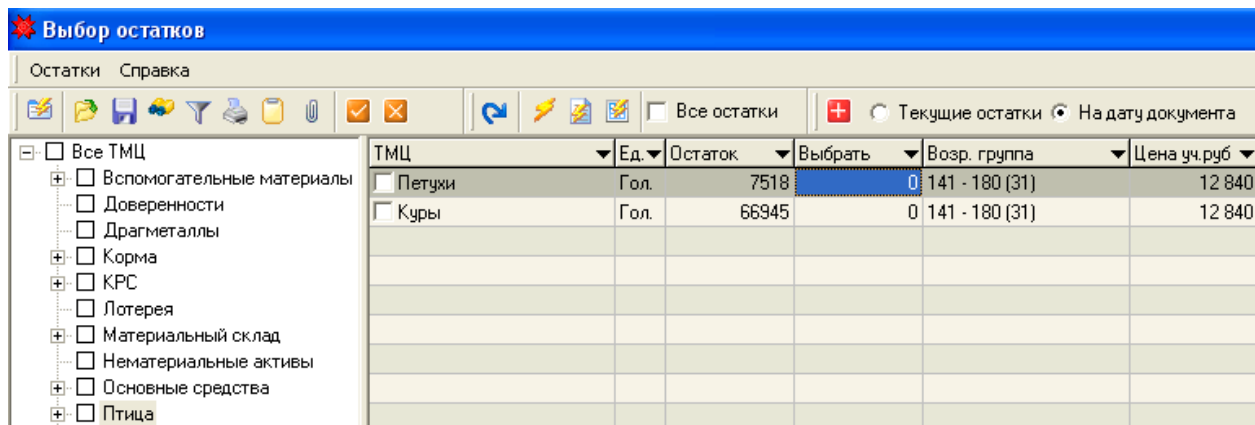 Выбор остатков
Остатки Справка
Все остатки Текущие остатки На дату документа
Все ТМЦ
Вспомогательные материалы
Доверенности
Драгметаллы
Корма
КРС
Лотерея
Материальный склад
Нематериальные активы
Основные средства
Птица
ТМЦ Ед. Остаток Выбрать Возр. группа Цена уч.руб
Петухи Гол. 7518 0 141 - 180 (31) 12 840
Куры Гол. 66945 0 141 - 180 (31) 12 840